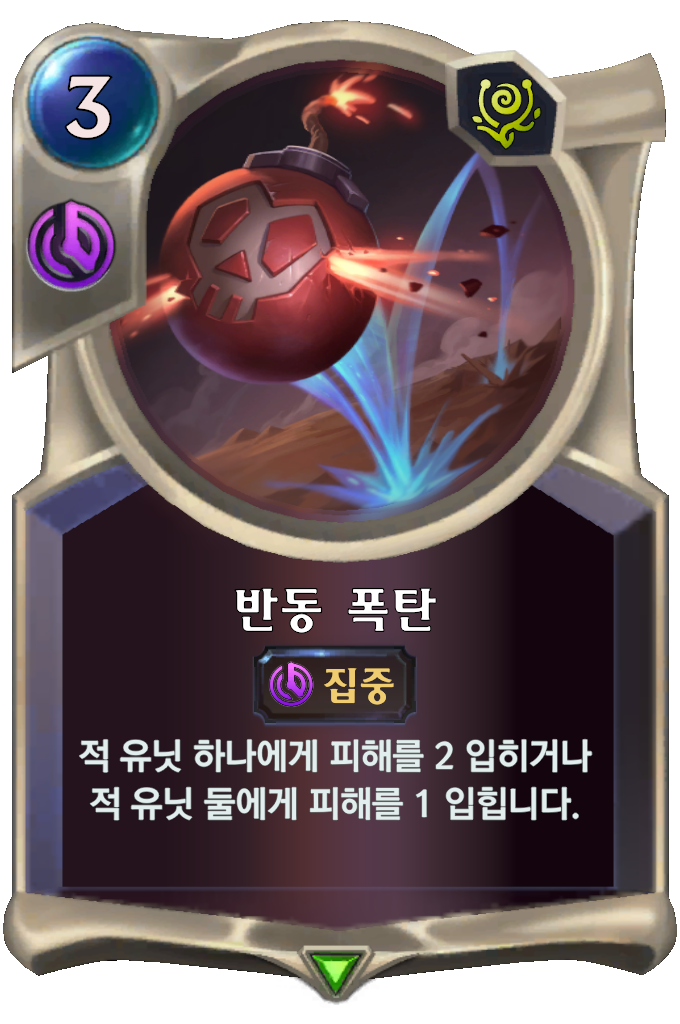 3
반동 폭탄
집중
적 유닛 하나에게 피해를 2 입히거나
적 유닛 둘에게 피해를 1 입힙니다.